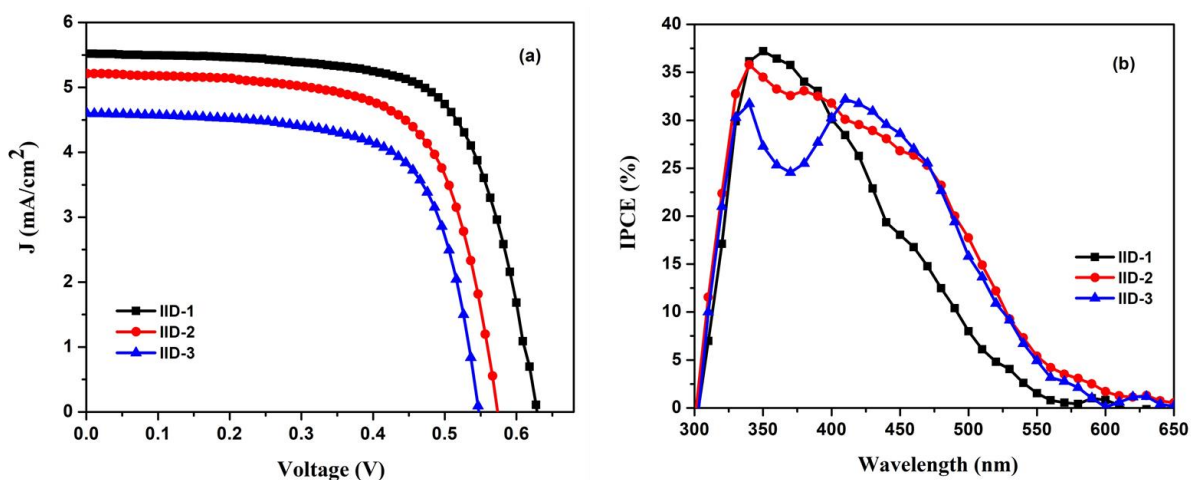 (a)
J (mA/cm2)
6
5
4
3
2
1
0
IID-1
IID-2
IID-3
0.0 0.1 0.2 0.3 0.4 0.5 0.6
Voltage (V)
(b)
IPCE (%)
40
35
30
25
20
15
10
5
0
IID-1
IID-2
IID-3
300 350 400 450 500 550 600 650
Wavelength (nm)